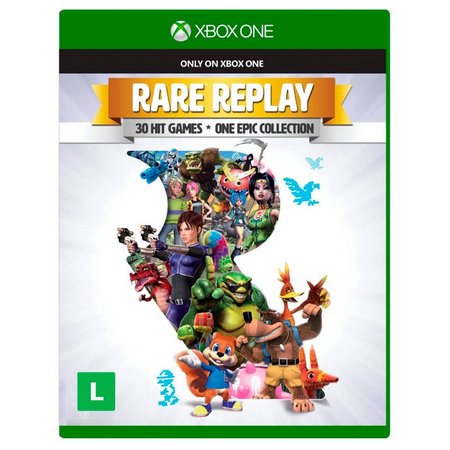 XBOX ONE
ONLY ON XBOX ONE
RARE REPLAY
30 HIT GAMES ★ ONE EPIC COLLECTION
L